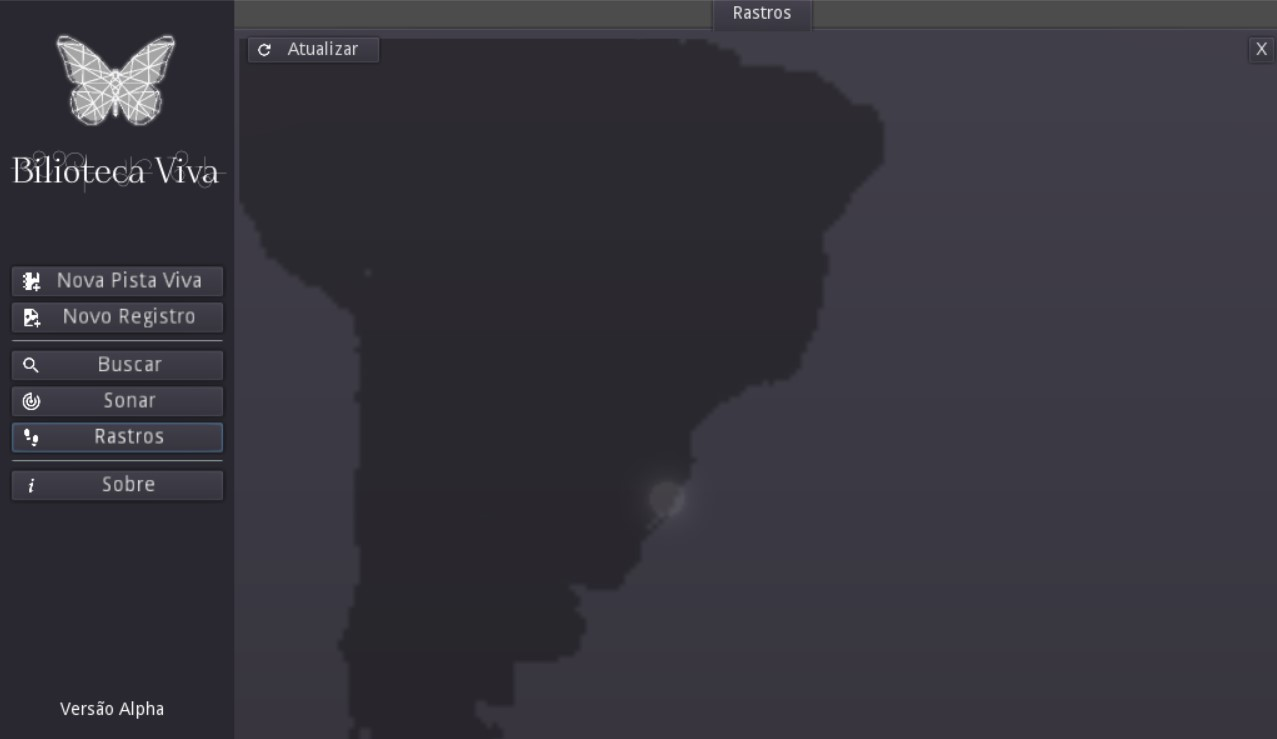 Rastros
Atualizar
X
Bilioteca Viva
Nova Pista Viva
Novo Registro
Buscar
Sonar
Rastros
i
Sobre
Versão Alpha